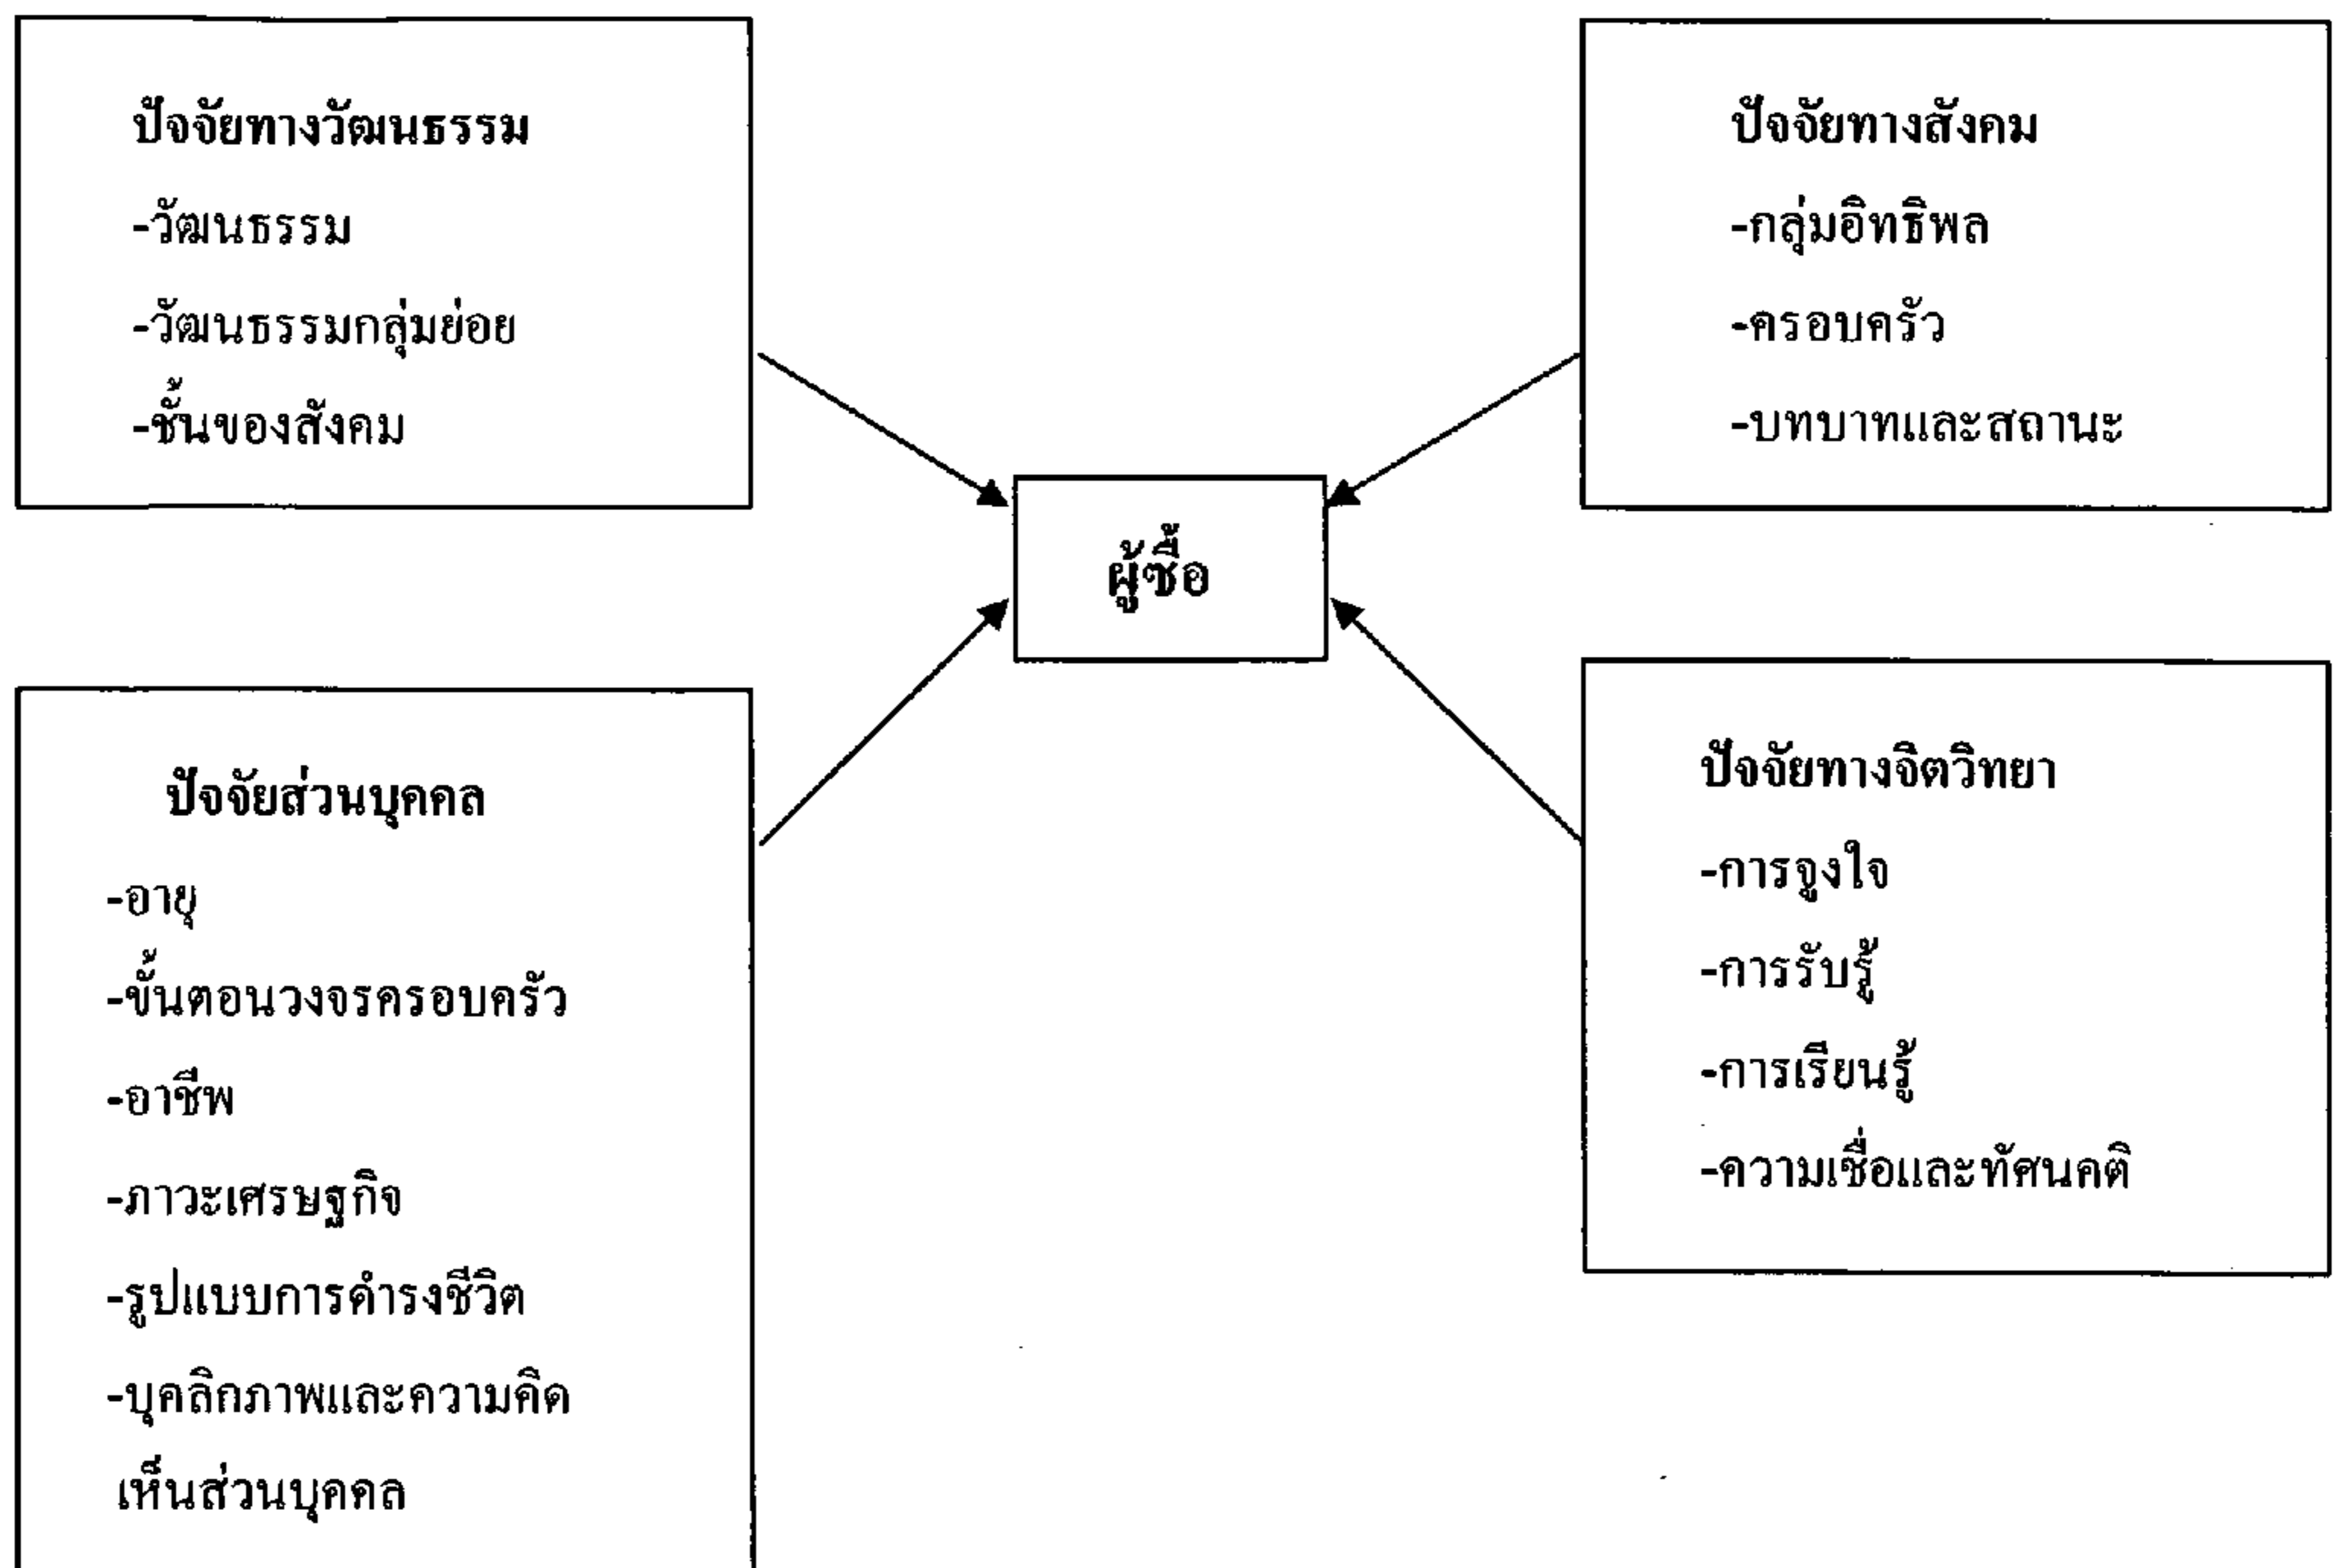 ปัจจัยทางวัฒนธรรม
-วัฒนธรรม
-วัฒนธรรมกลุ่มย่อย
-ชั้นของสังคม
ปัจจัยทางสังคม
-กลุ่มอิทธิพล
-ครอบครัว
-บทบาทและสถานะ
ผู้ซื้อ
ปัจจัยส่วนบุคคล
-อายุ
-ขั้นตอนวงจรครอบครัว
-อาชีพ
-ภาวะเศรษฐกิจ
-รูปแบบการดำรงชีวิต
-บุคลิกภาพและความคิด
เห็นส่วนบุคคล
ปัจจัยทางจิตวิทยา
-การจูงใจ
-การรับรู้
-การเรียนรู้
-ความเชื่อและทัศนคติ